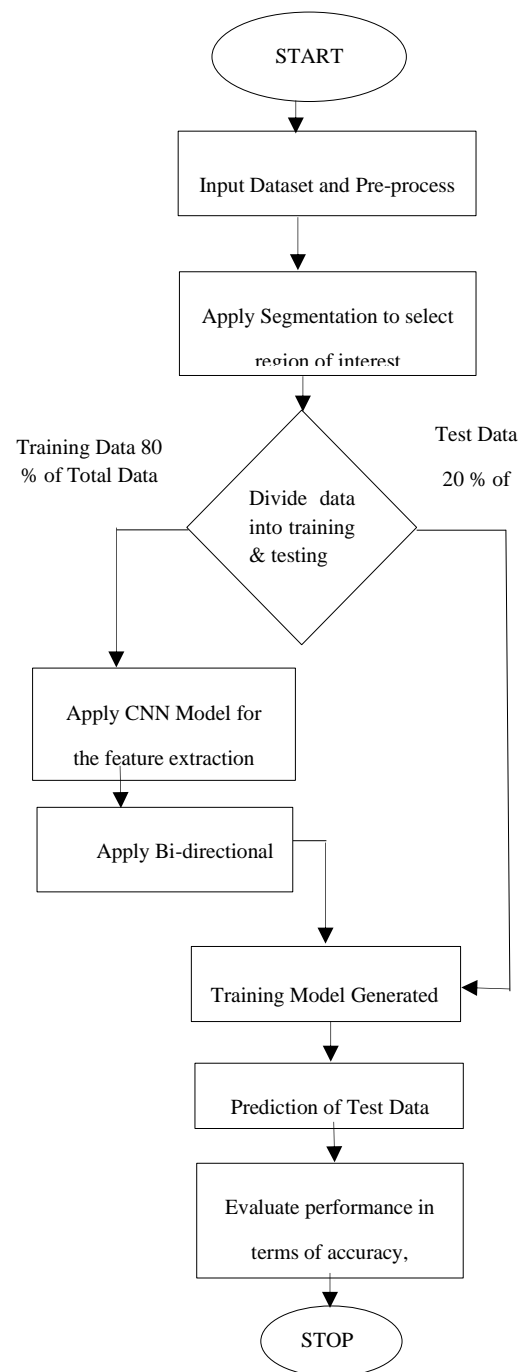 START
Input Dataset and Pre-process
Apply Segmentation to select
region of interest
Training Data 80
% of Total Data
Test Data
20 % of
Divide data
into training
& testing
Apply CNN Model for
the feature extraction
Apply Bi-directional
Training Model Generated
Prediction of Test Data
Evaluate performance in
terms of accuracy,
STOP